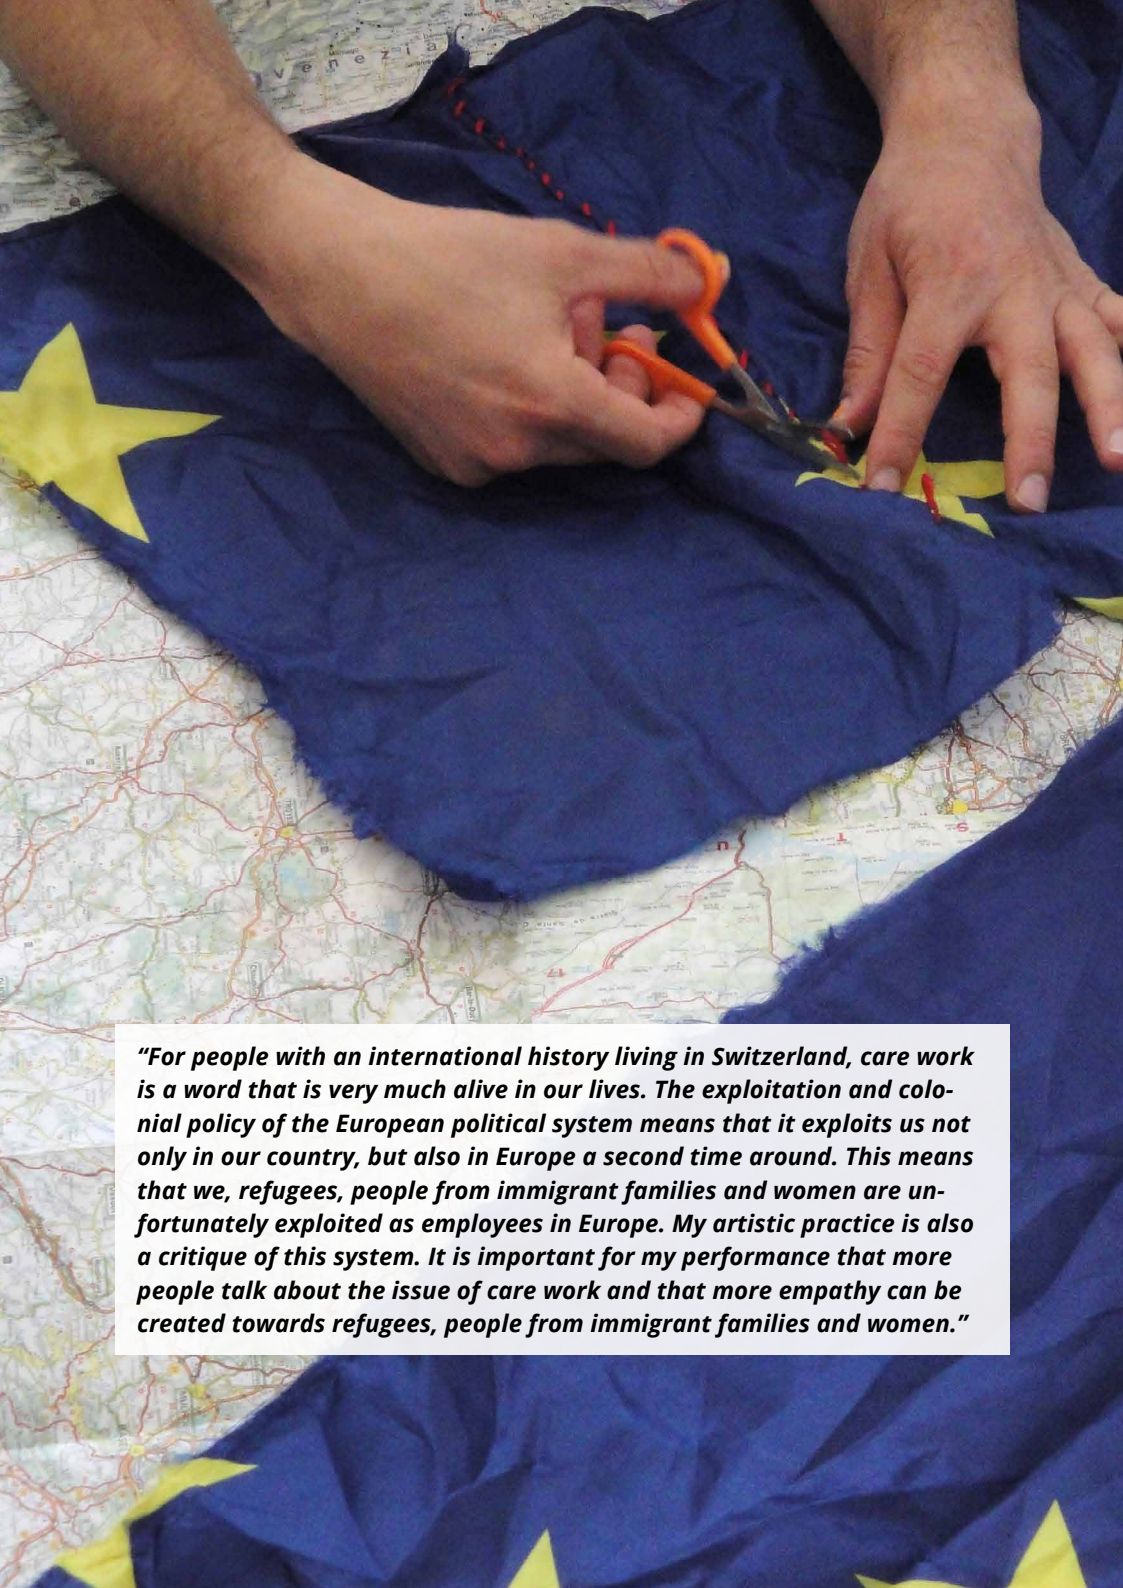 venezia
“For people with an international history living in Switzerland, care work
is a word that is very much alive in our lives. The exploitation and colo-
nial policy of the European political system means that it exploits us not
only in our country, but also in Europe a second time around. This means
that we, refugees, people from immigrant families and women are un-
fortunately exploited as employees in Europe. My artistic practice is also
a critique of this system. It is important for my performance that more
people talk about the issue of care work and that more empathy can be
created towards refugees, people from immigrant families and women.”